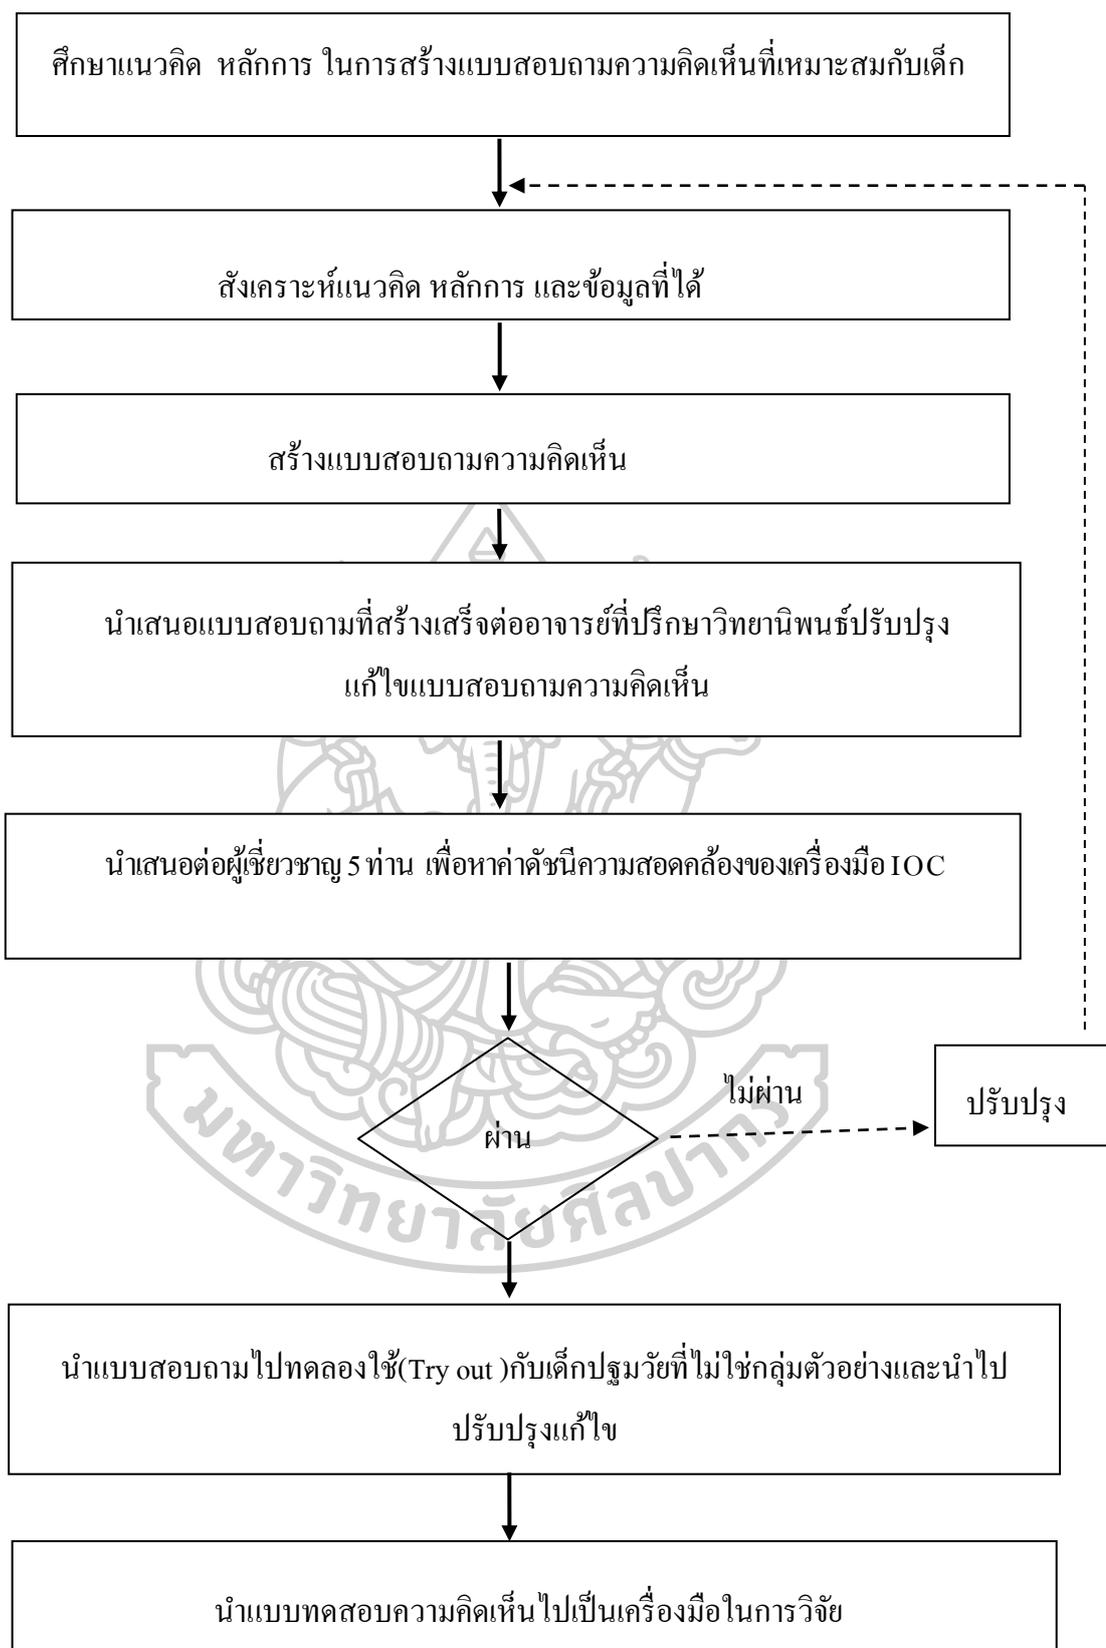 ศึกษาแนวคิด หลักการ ในการสร้างแบบสอบถามความคิดเห็นที่เหมาะสมกับเด็ก
สังเคราะห์แนวคิด หลักการ และข้อมูลที่ได้
สร้างแบบสอบถามความคิดเห็น
นำเสนอแบบสอบถามที่สร้างเสร็จต่ออาจารย์ที่ปรึกษาวิทยานิพนธ์ปรับปรุง
แก้ไขแบบสอบถามความคิดเห็น
นำเสนอต่อผู้เชี่ยวชาญ 5 ท่าน เพื่อหาค่าดัชนีความสอดคล้องของเครื่องมือ IOC
ไม่ผ่าน
ปรับปรุง
ผ่าน
มหาวิทยาลัยศิลปากร
นำแบบสอบถามไปทดลองใช้(Try out )กับเด็กปฐมวัยที่ไม่ใช่กลุ่มตัวอย่างและนำไป
ปรับปรุงแก้ไข
นำแบบทดสอบความคิดเห็นไปเป็นเครื่องมือในการวิจัย